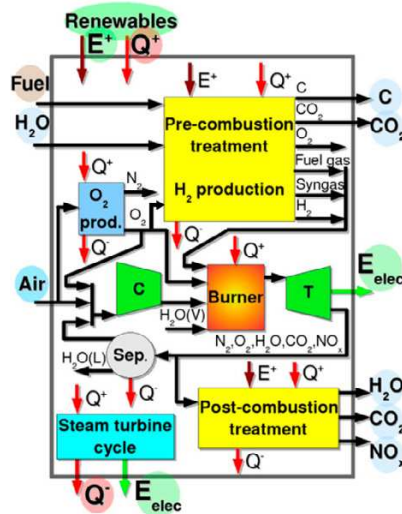 Renewables
E⁺ Q⁺
Fuel
E⁺ Q⁺
C
C
CO₂
CO₂
H₂O
Pre-combustion
treatment
H₂ production
O₂
Fuel gas
Syngas
H₂
Q⁺
N₂
O₂
prod.
O₂
Q⁻
Q⁻
Q⁺
Air
C
Burner
T
E elec
H₂O(V)
N₂,O₂,H₂O,CO₂,NOₓ
Sep.
H₂O(L)
E⁺ Q⁺
Q⁺
Q⁻
H₂O
Post-combustion
treatment
CO₂
NOₓ
Steam turbine
cycle
Q⁻
Q⁻
E elec